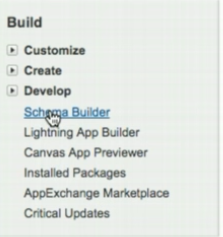 Build
Customize
Create
Develop
Schema Builder
Lightning App Builder
Canvas App Previewer
Installed Packages
AppExchange Marketplace
Critical Updates